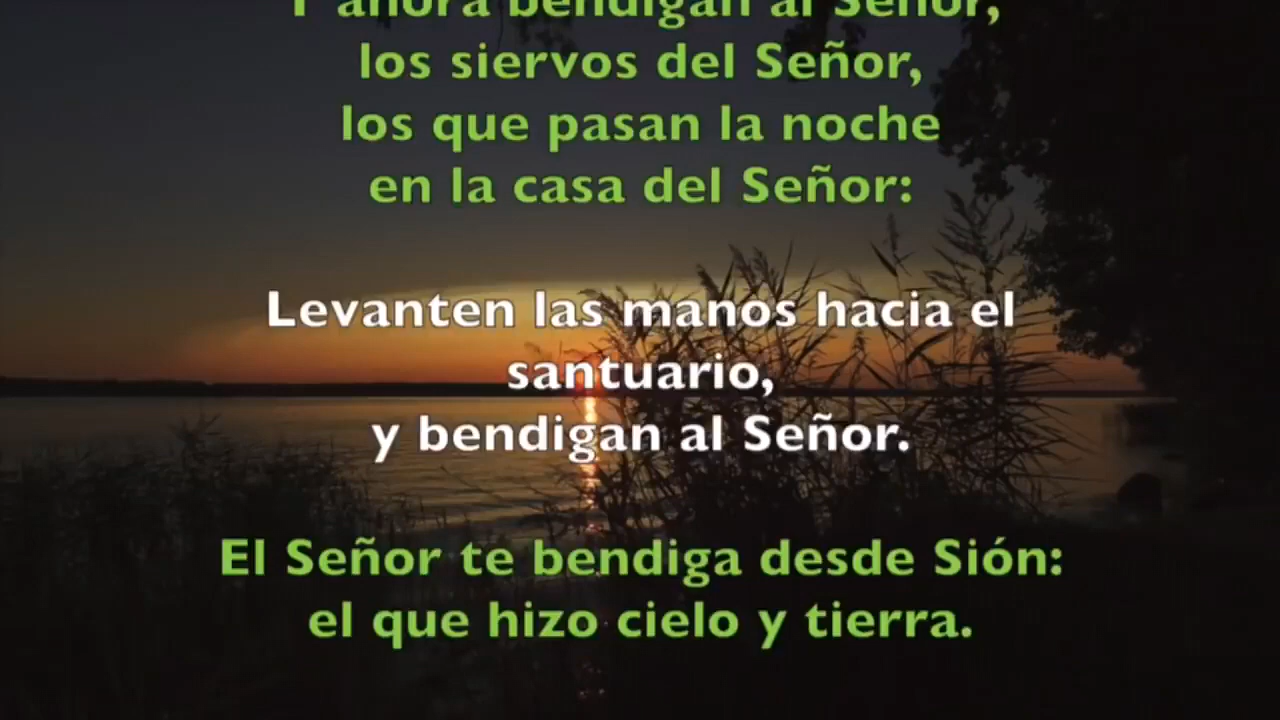 Y ahora bendigan al Señor,
los siervos del Señor,
los que pasan la noche
en la casa del Señor:
Levanten las manos hacia el
santuario,
y bendigan al Señor.
El Señor te bendiga desde Sión:
el que hizo cielo y tierra.